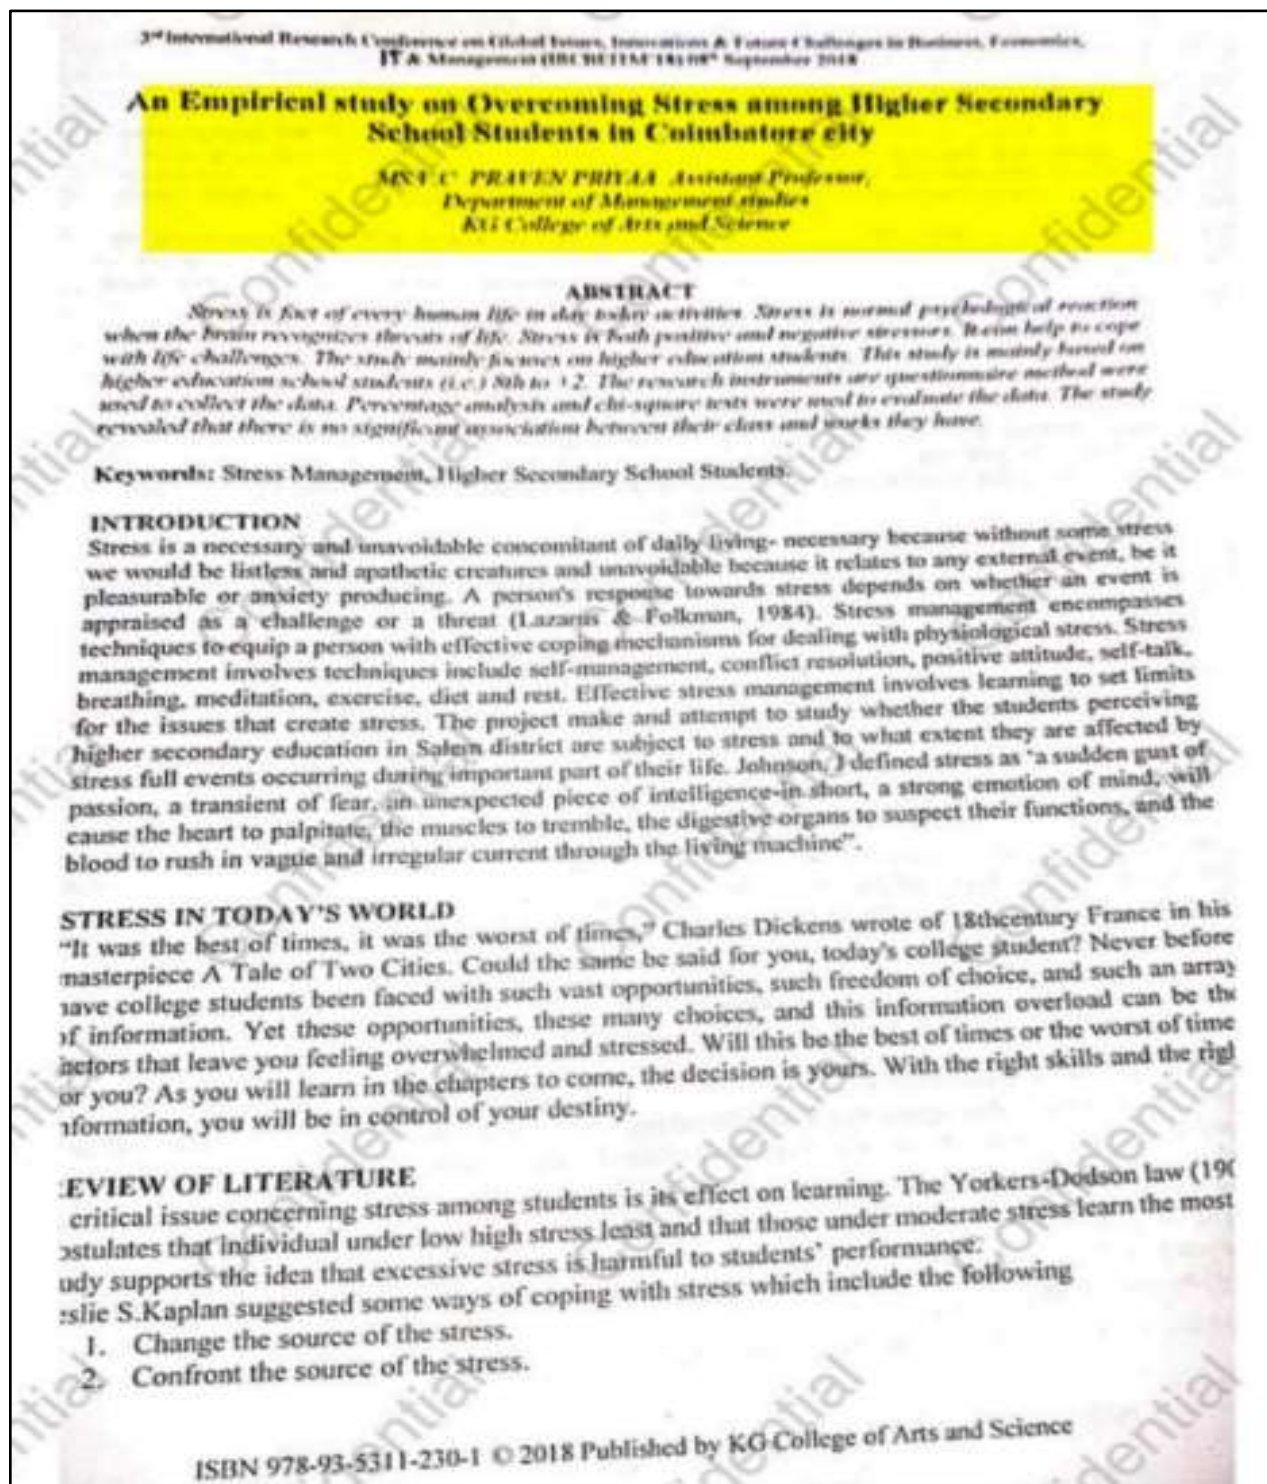 3rd International Research Conference on Global Issues, Innovations & Future Challenges in Business, Economics,
IT & Management 08th September 2018
An Empirical study on Overcoming Stress among Higher Secondary
School Students in Coimbatore city
MS.V.C PRAVEN PRIYAA Assistant Professor,
Department of Management studies
KG College of Arts and Science
ABSTRACT
Stress is fact of every human life in day today activities. Stress is normal psychological reaction
when the brain recognizes threats of life. Stress is both positive and negative stressors. It can help to cope
with life challenges. The study mainly focuses on higher education students. This study is mainly based on
higher education school students (i.e.) 8th to +2. The research instruments are questionnaire method were
used to collect the data. Percentage analysis and chi-square tests were used to evaluate the data. The study
revealed that there is no significant association between their class and works they have.
Keywords: Stress Management, Higher Secondary School Students.
INTRODUCTION
Stress is a necessary and unavoidable concomitant of daily living- necessary because without some stress
we would be listless and apathetic creatures and unavoidable because it relates to any external event, be it
pleasurable or anxiety producing. A person's response towards stress depends on whether an event is
appraised as a challenge or a threat (Lazarus & Folkman, 1984). Stress management encompasses
techniques to equip a person with effective coping mechanisms for dealing with physiological stress. Stress
management involves techniques include self-management, conflict resolution, positive attitude, self-talk,
breathing, meditation, exercise, diet and rest. Effective stress management involves learning to set limits
for the issues that create stress. The project make and attempt to study whether the students perceiving
higher secondary education in Salem district are subject to stress and to what extent they are affected by
stress full events occurring during important part of their life. Johnson, J defined stress as "a sudden gust of
passion, a transient of fear, an unexpected piece of intelligence-in short, a strong emotion of mind, will
cause the heart to palpitate, the muscles to tremble, the digestive organs to suspect their functions, and the
blood to rush in vague and irregular current through the living machine".
STRESS IN TODAY'S WORLD
"It was the best of times, it was the worst of times," Charles Dickens wrote of 18thcentury France in his
masterpiece A Tale of Two Cities. Could the same be said for you, today's college student? Never before
have college students been faced with such vast opportunities, such freedom of choice, and such an array
of information. Yet these opportunities, these many choices, and this information overload can be the
actors that leave you feeling overwhelmed and stressed. Will this be the best of times or the worst of time
or you? As you will learn in the chapters to come, the decision is yours. With the right skills and the righ
nformation, you will be in control of your destiny.
EVIEW OF LITERATURE
critical issue concerning stress among students is its effect on learning. The Yorkers-Dodson law (190
ostulates that individual under low high stress least and that those under moderate stress learn the most
udy supports the idea that excessive stress is harmful to students' performance.
eslie S.Kaplan suggested some ways of coping with stress which include the following
1. Change the source of the stress.
2. Confront the source of the stress.
ISBN 978-93-5311-230-1 © 2018 Published by KG College of Arts and Science
Confidential